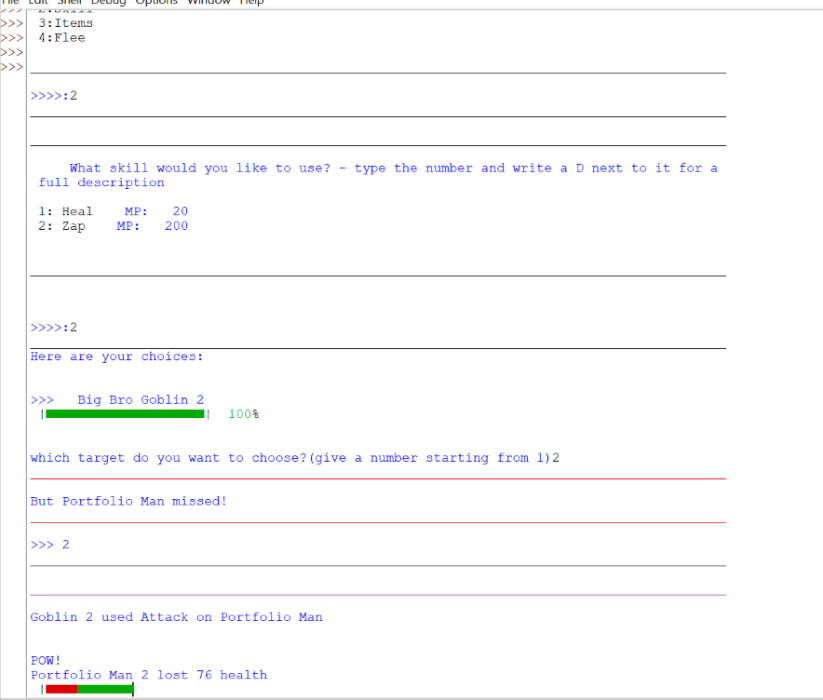 File Edit Shell Debug Options Window Help
>>> 2:Skill
>>> 3:Items
>>> 4:Flee
>>>
>>>
>>>>:2
What skill would you like to use? - type the number and write a D next to it for a
full description
1: Heal MP: 20
2: Zap MP: 200
>>>>:2
Here are your choices:
>>> Big Bro Goblin 2
| | 100%
which target do you want to choose?(give a number starting from 1)2
But Portfolio Man missed!
>>> 2
Goblin 2 used Attack on Portfolio Man
POW!
Portfolio Man 2 lost 76 health
|